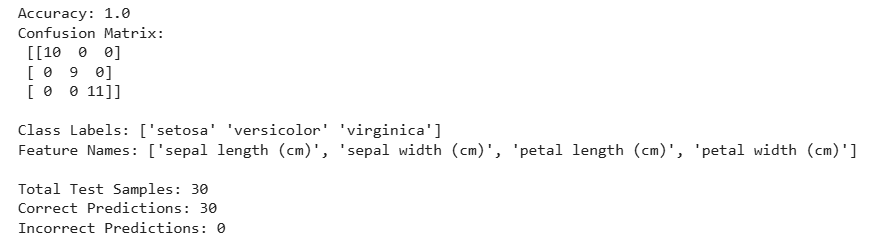 Accuracy: 1.0
Confusion Matrix:
 [[10  0  0]
 [ 0  9  0]
 [ 0  0 11]]

Class Labels: ['setosa' 'versicolor' 'virginica']
Feature Names: ['sepal length (cm)', 'sepal width (cm)', 'petal length (cm)', 'petal width (cm)']

Total Test Samples: 30
Correct Predictions: 30
Incorrect Predictions: 0